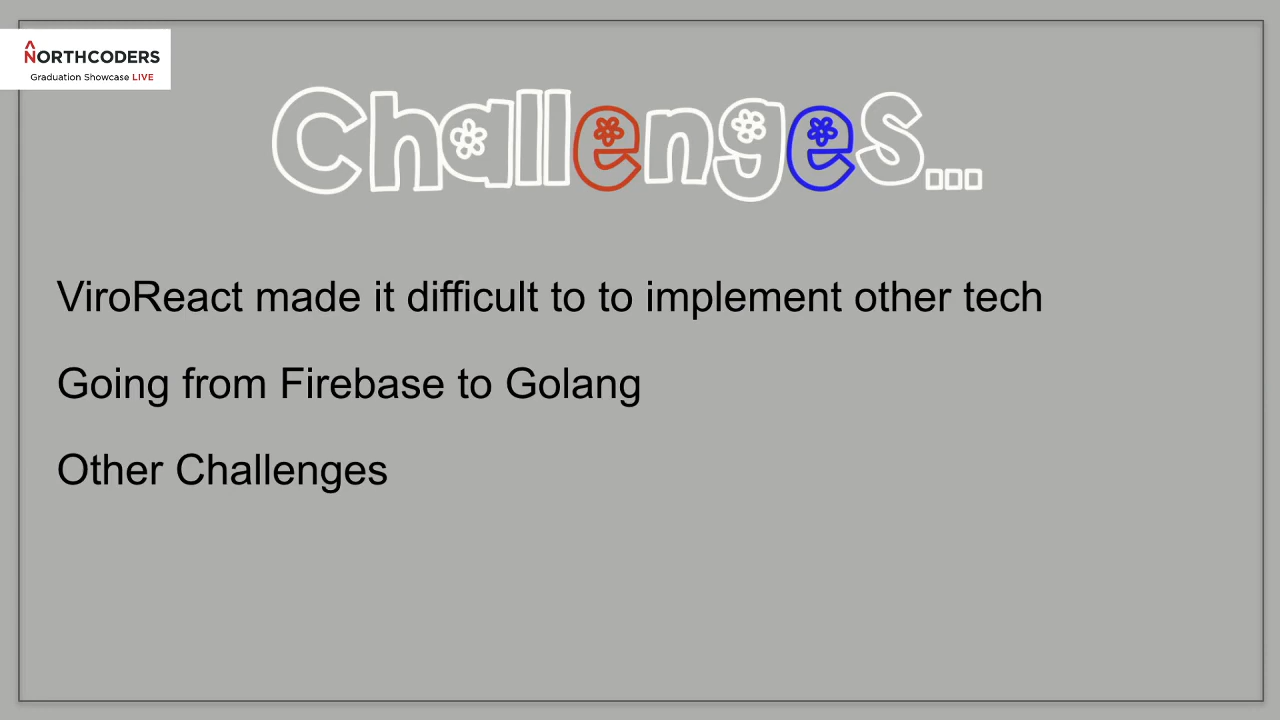 NORTHCODERS
Graduation Showcase LIVE
Challenges...
ViroReact made it difficult to to implement other tech
Going from Firebase to Golang
Other Challenges